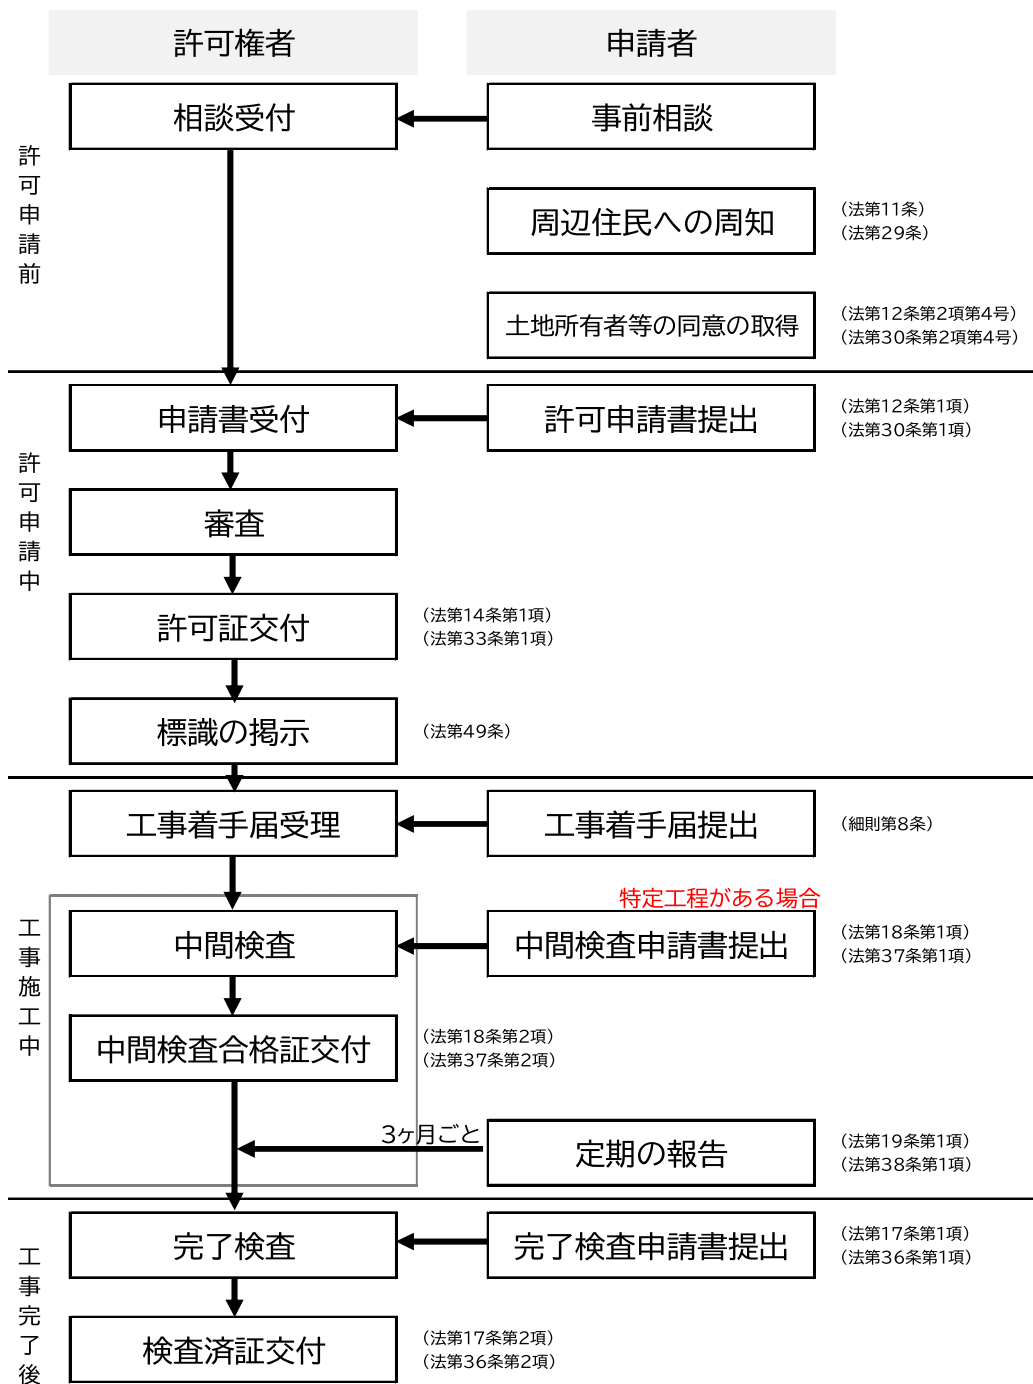 許可権者
申請者
許可申請前
相談受付
事前相談
周辺住民への周知
（法第11条）
（法第29条）
土地所有者等の同意の取得
（法第12条第2項第4号）
（法第30条第2項第4号）
許可申請中
申請書受付
許可申請書提出
（法第12条第1項）
（法第30条第1項）
審査
許可証交付
（法第14条第1項）
（法第33条第1項）
標識の掲示
（法第49条）
工事施工中
工事着手届受理
工事着手届提出
（細則第8条）
特定工程がある場合
中間検査
中間検査申請書提出
（法第18条第1項）
（法第37条第1項）
中間検査合格証交付
（法第18条第2項）
（法第37条第2項）
3ヶ月ごと
定期の報告
（法第19条第1項）
（法第38条第1項）
工事完了後
完了検査
完了検査申請書提出
（法第17条第1項）
（法第36条第1項）
検査済証交付
（法第17条第2項）
（法第36条第2項）